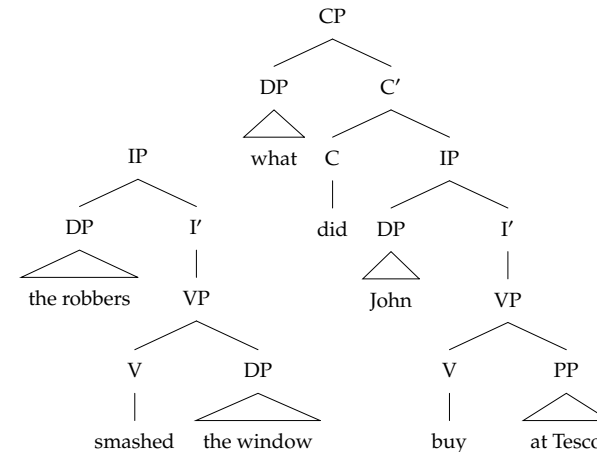 CP
DP C′
what C IP
did DP I′
John VP
V PP
buy at Tesco
IP
DP I′
the robbers VP
V DP
smashed the window